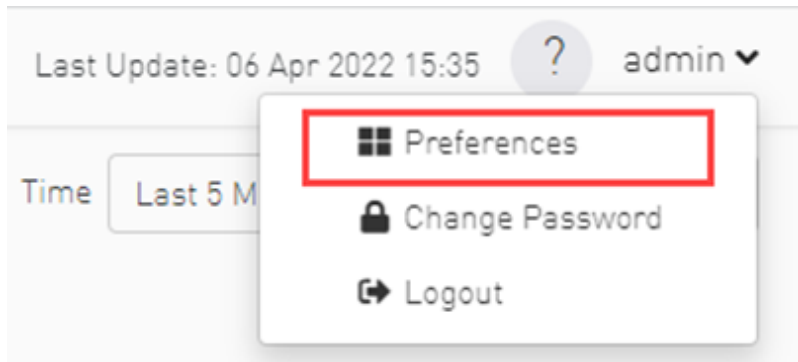 Last Update: 06 Apr 2022 15:35 ? admin
Preferences
Time Last 5 M
Change Password
Logout